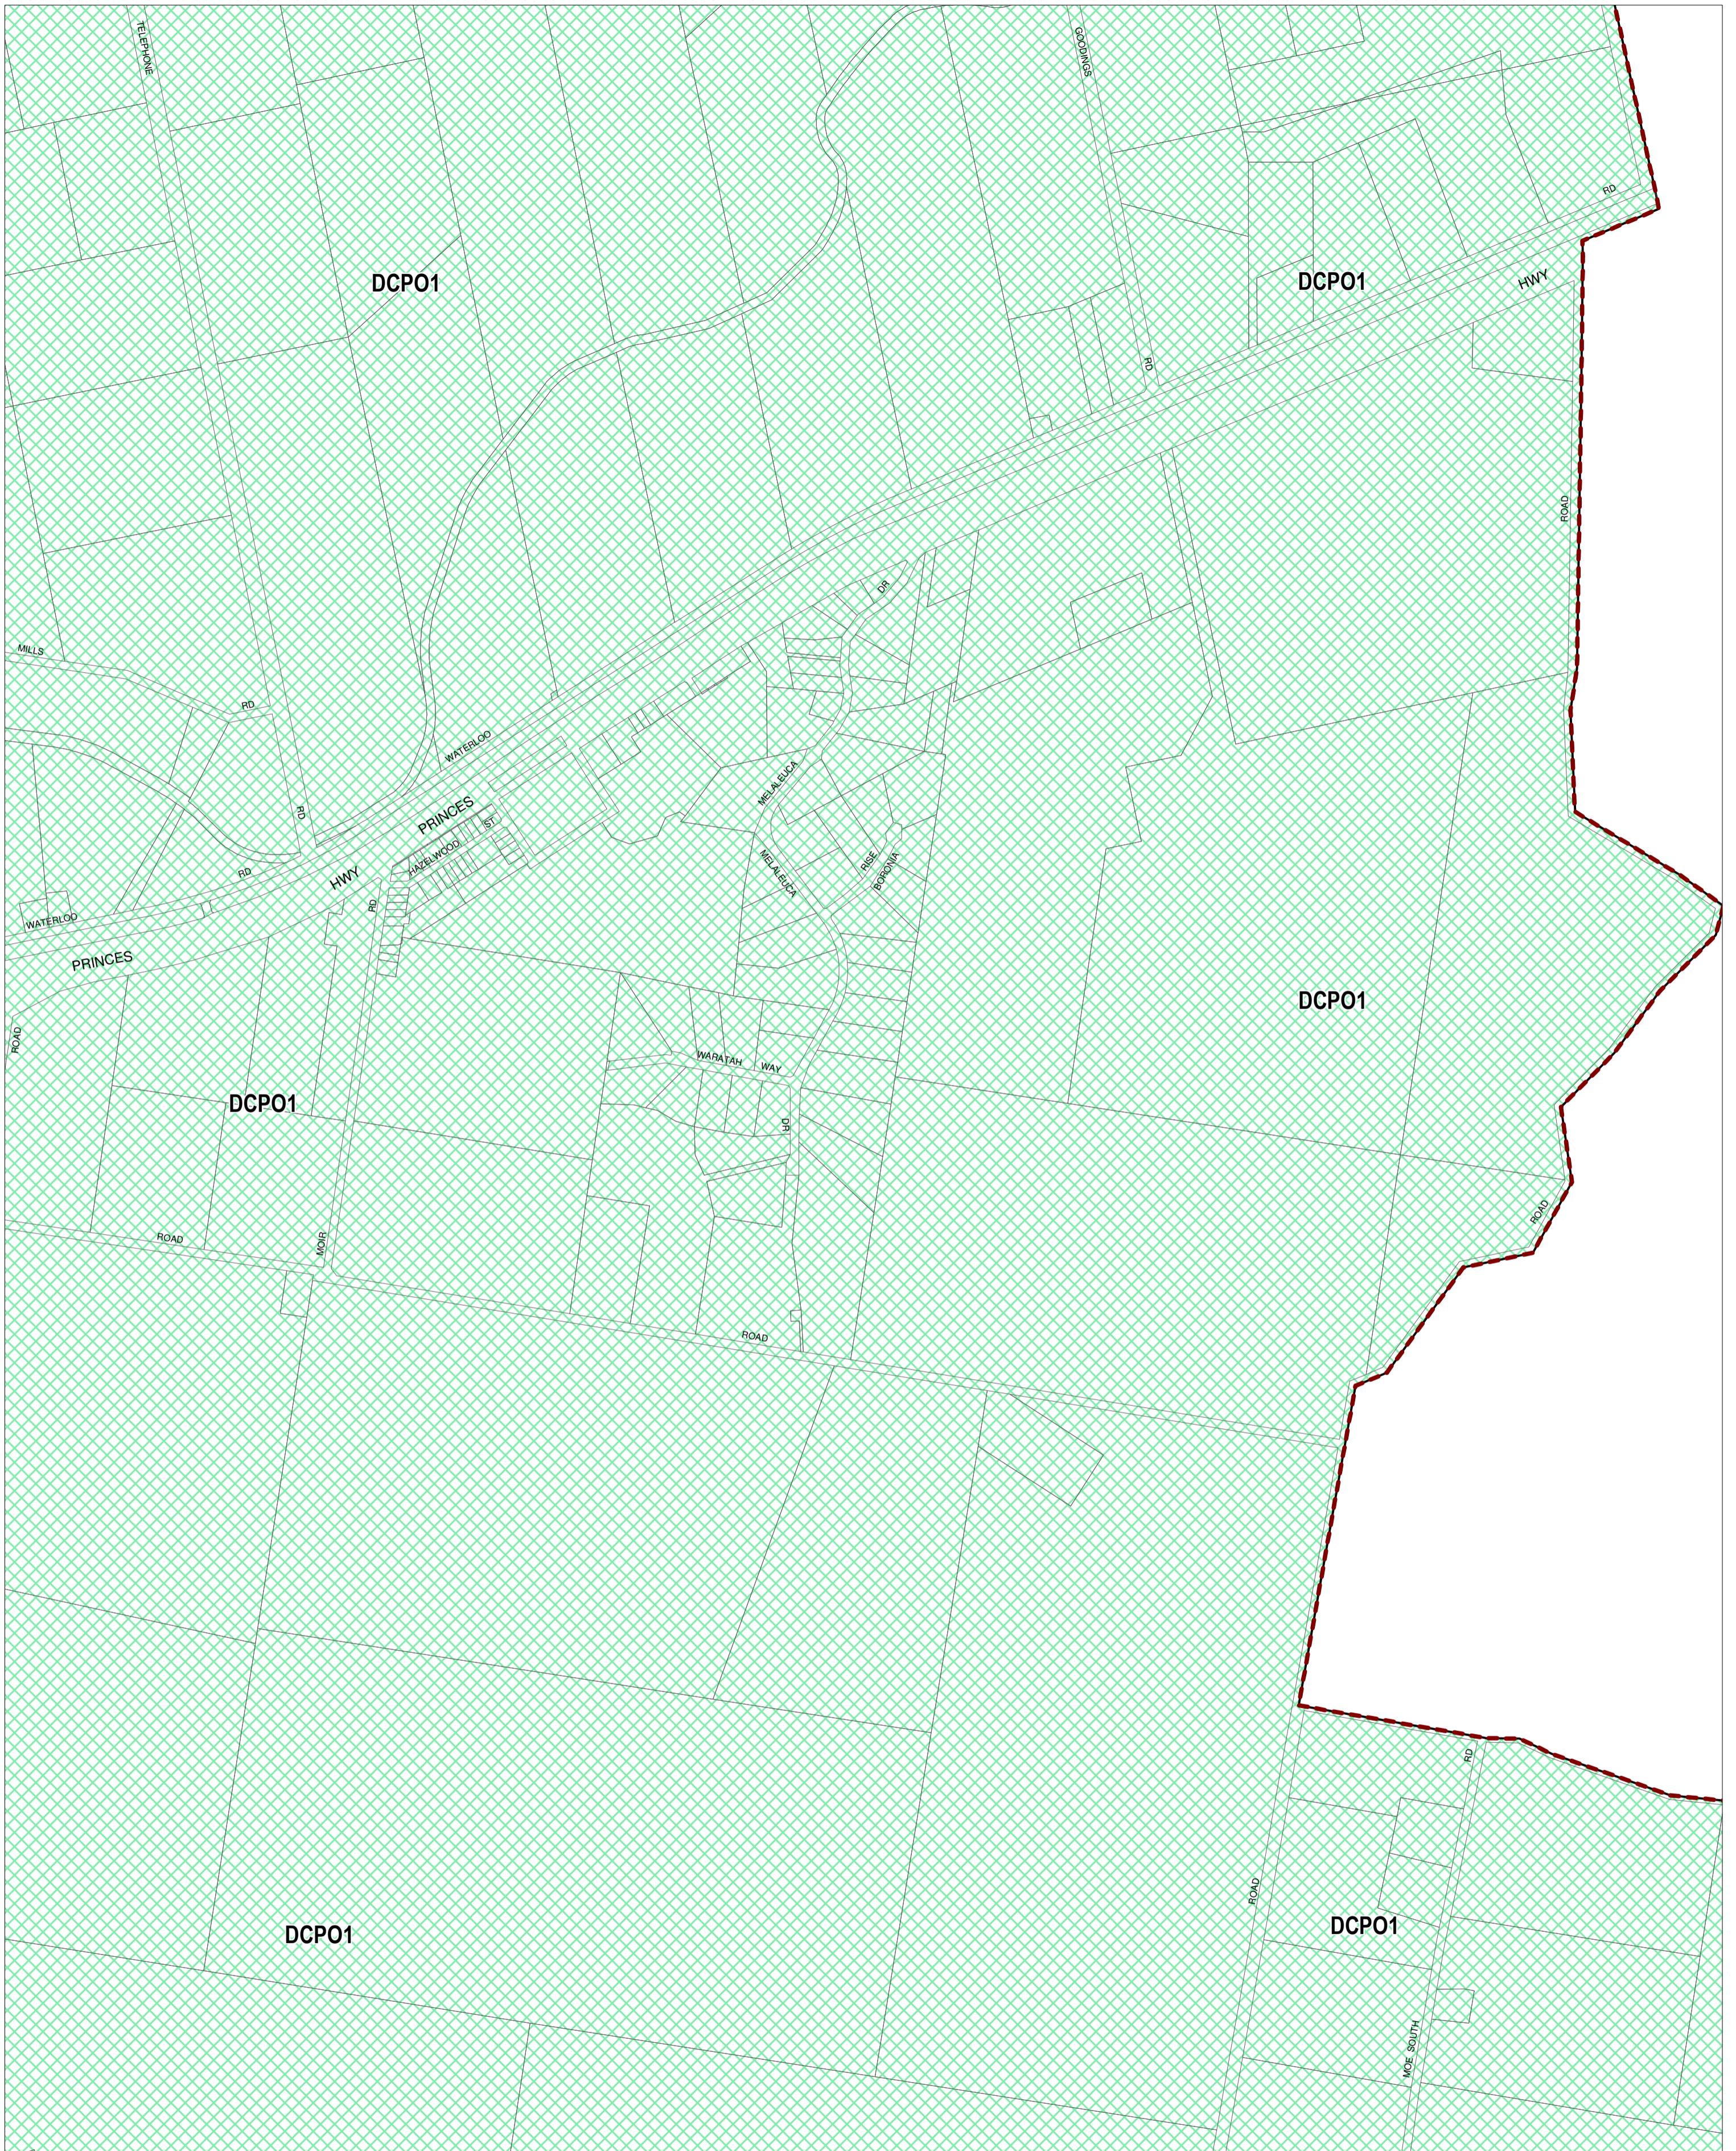 TELEPHONE
GOODINGS
RD
DCPO1
DCPO1
HWY
RD
ROAD
DR
MILLS
RD
WATERLOO
MELALEUCA
RD
PRINCES
ST
HAZELWOOD
RISE
BORONIA
MELALEUCA
RD
HWY
RD
WATERLOO
PRINCES
DCPO1
ROAD
WARATAH WAY
DCPO1
DR
ROAD
ROAD
MOIR
ROAD
RD
ROAD
DCPO1
DCPO1
MOE SOUTH